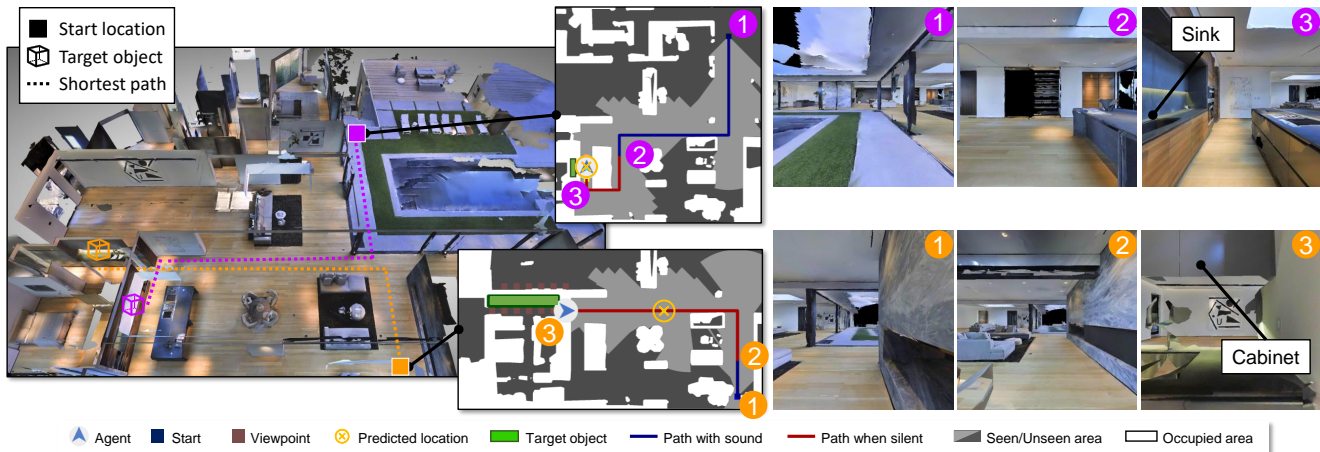 Start location
Target object
Shortest path
1
2
3
1
2
3
Sink
3
2
1
1
2
3
Cabinet
Agent
Start
Viewpoint
Predicted location
Target object
Path with sound
Path when silent
Seen/Unseen area
Occupied area